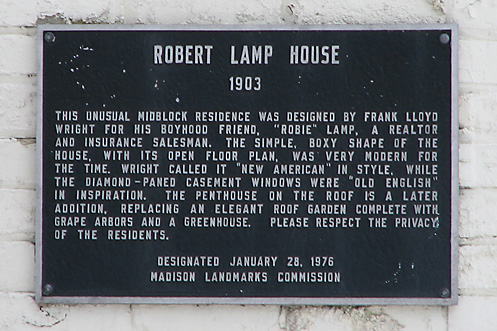 ROBERT LAMP HOUSE
1903
THIS UNUSUAL MIDBLOCK RESIDENCE WAS DESIGNED BY FRANK LLOYD
WRIGHT FOR HIS BOYHOOD FRIEND, "ROBIE" LAMP, A REALTOR
AND INSURANCE SALESMAN. THE SIMPLE, BOXY SHAPE OF THE
HOUSE, WITH ITS OPEN FLOOR PLAN, WAS VERY MODERN FOR
THE TIME. WRIGHT CALLED IT "NEW AMERICAN" IN STYLE, WHILE
THE DIAMOND-PANED CASEMENT WINDOWS WERE "OLD ENGLISH"
IN INSPIRATION. THE PENTHOUSE ON THE ROOF IS A LATER
ADDITION, REPLACING AN ELEGANT ROOF GARDEN COMPLETE WITH
GRAPE ARBORS AND A GREENHOUSE. PLEASE RESPECT THE PRIVACY
OF THE RESIDENTS.
DESIGNATED JANUARY 28, 1976
MADISON LANDMARKS COMMISSION